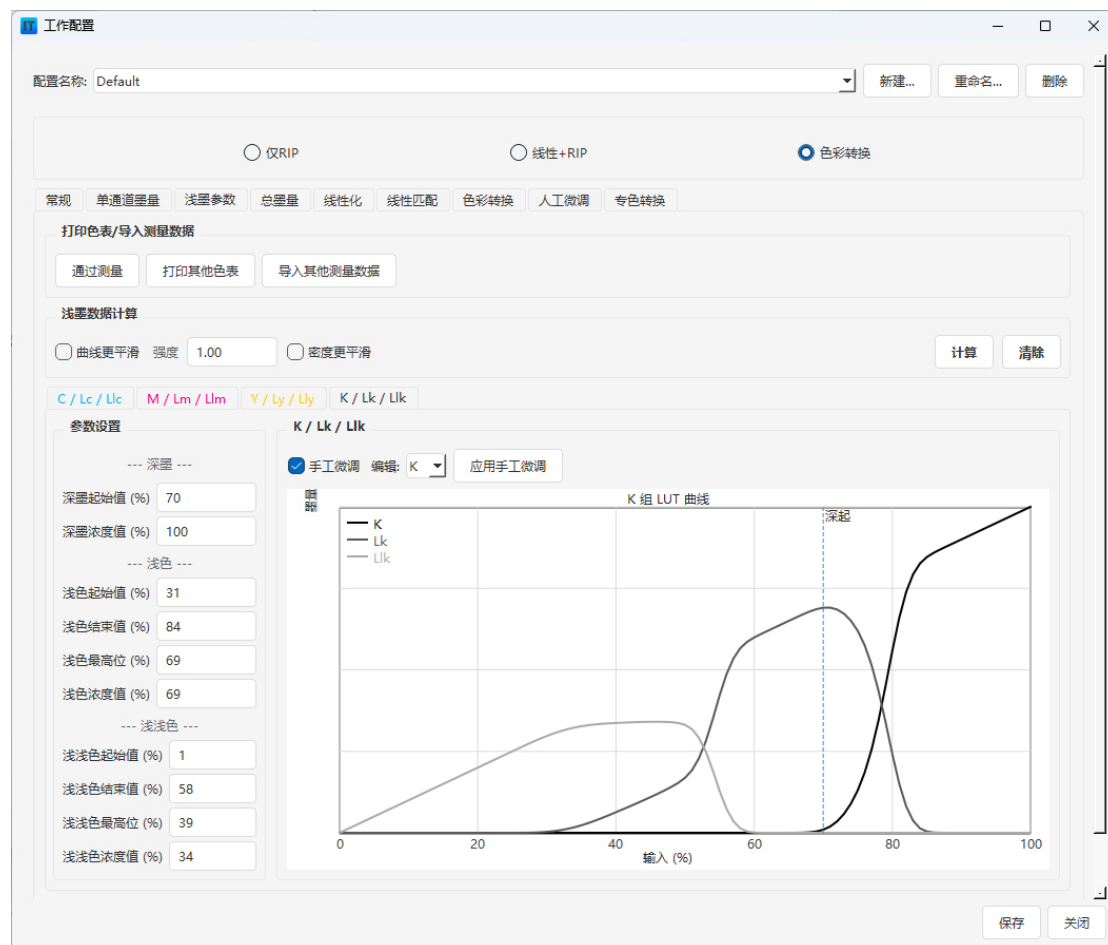 工作配置
配置名称: Default 新建... 重命名... 删除
仅RIP 线性+RIP 色彩转换
常规 单通道墨量 浅墨参数 总墨量 线性化 线性匹配 色彩转换 人工微调 专色转换
打印色表/导入测量数据
通过测量 打印其他色表 导入其他测量数据
浅墨数据计算
曲线更平滑 强度 1.00 密度更平滑 计算 清除
C / Lc / Llc M / Lm / Llm Y / Ly / Lly K / Lk / Llk
参数设置
--- 深墨 ---
深墨起始值 (%) 70
深墨浓度值 (%) 100
--- 浅色 ---
浅色起始值 (%) 31
浅色结束值 (%) 84
浅色最高位 (%) 69
浅色浓度值 (%) 69
--- 浅浅色 ---
浅浅色起始值 (%) 1
浅浅色结束值 (%) 58
浅浅色最高位 (%) 39
浅浅色浓度值 (%) 34
K / Lk / Llk
手工微调 编辑: K 应用手工微调
墨量
K 组 LUT 曲线
深起
K
Lk
Llk
0 20 40 60 80 100
输入 (%)
保存 关闭